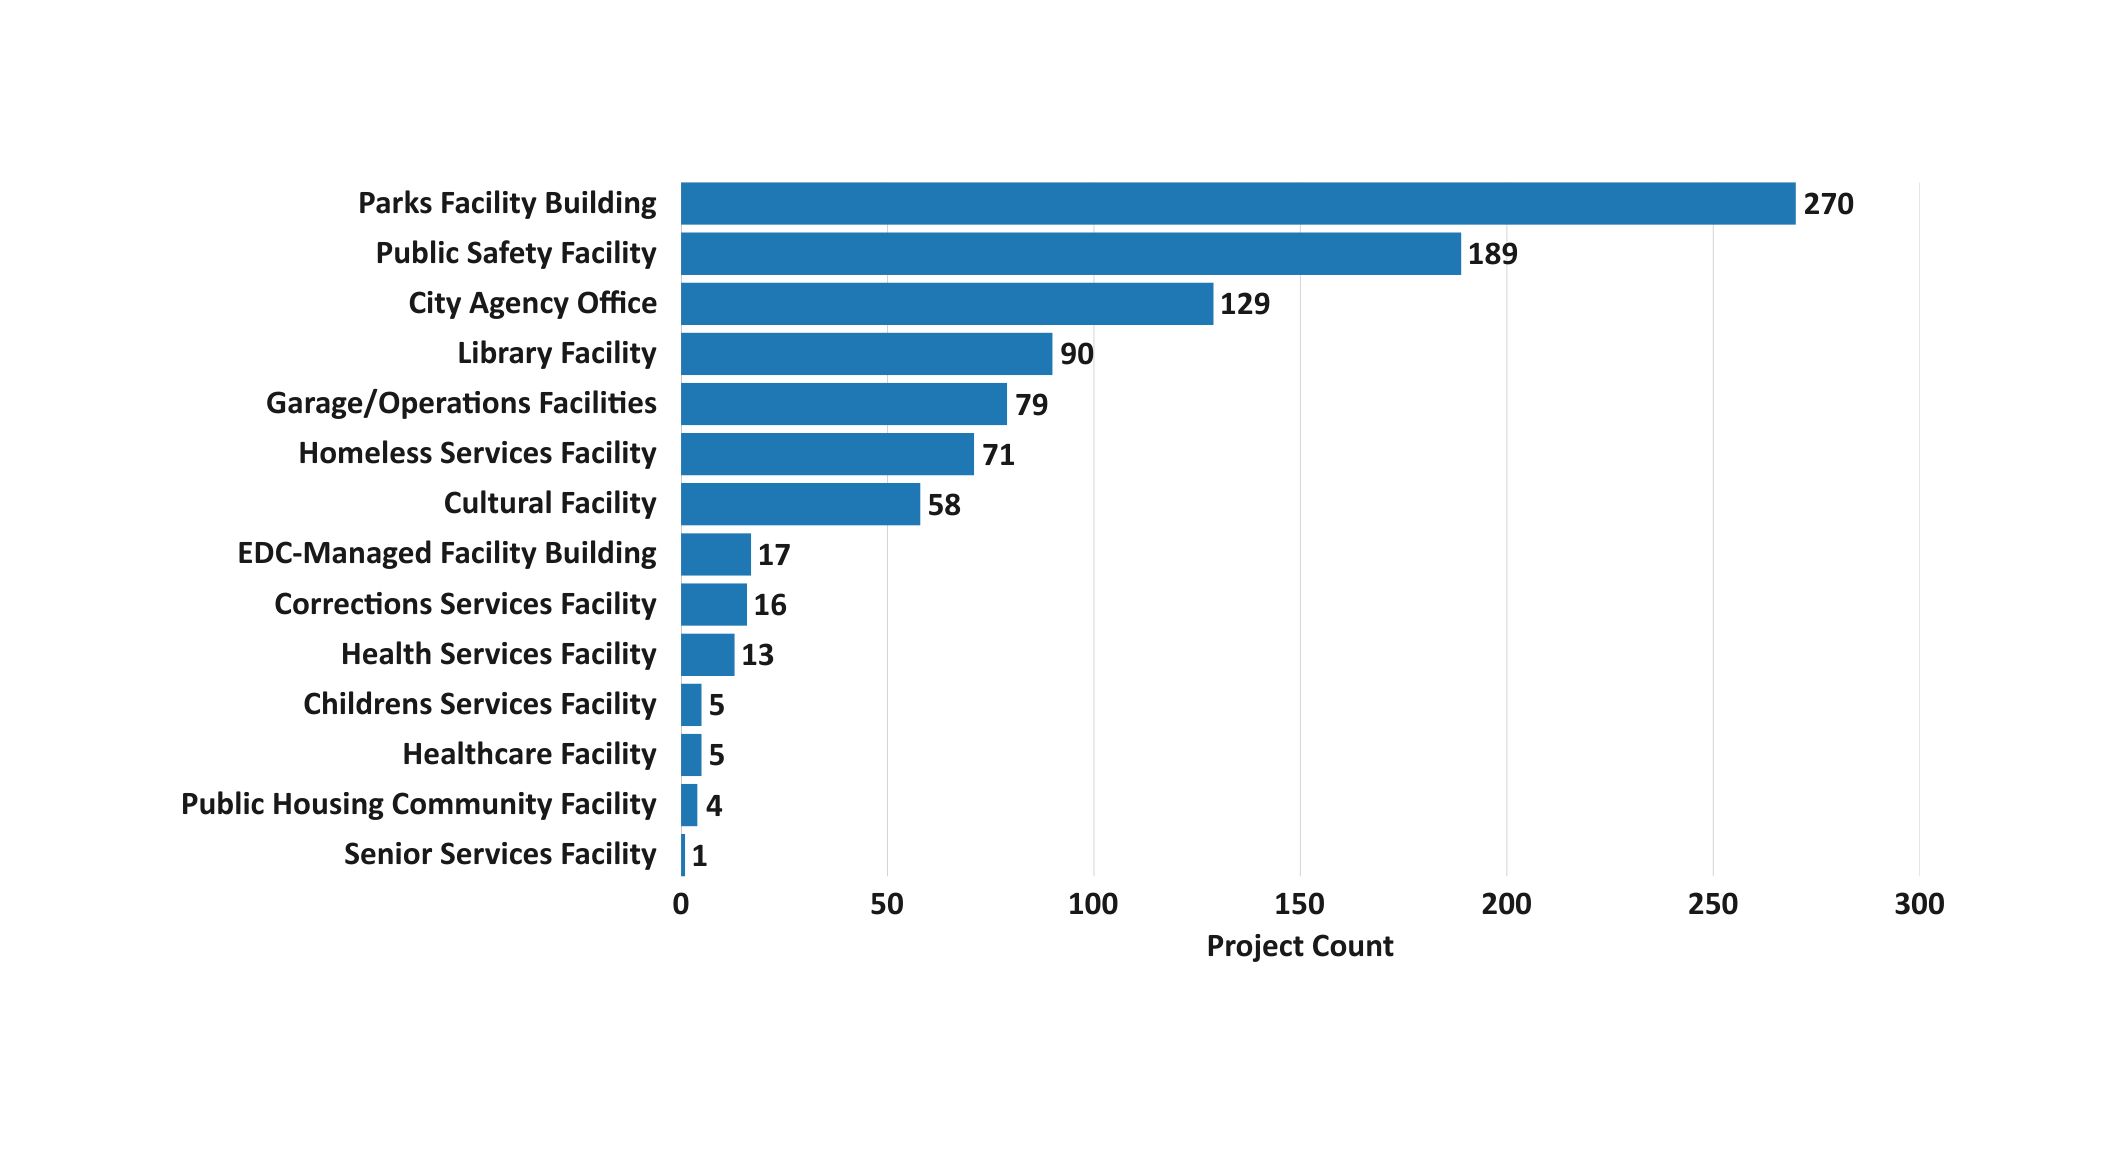 Parks Facility Building 270
Public Safety Facility 189
City Agency Office 129
Library Facility 90
Garage/Operations Facilities 79
Homeless Services Facility 71
Cultural Facility 58
EDC-Managed Facility Building 17
Corrections Services Facility 16
Health Services Facility 13
Childrens Services Facility 5
Healthcare Facility 5
Public Housing Community Facility 4
Senior Services Facility 1
0 50 100 150 200 250 300
Project Count